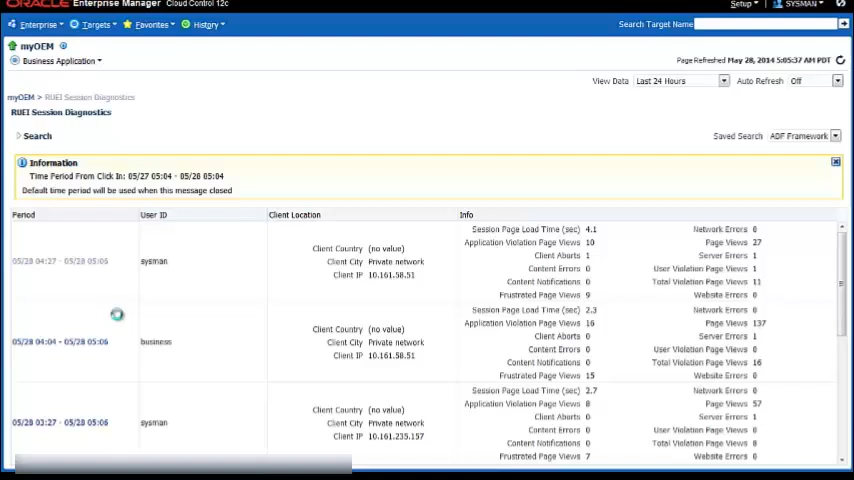 ORACLE Enterprise Manager Cloud Control 12c Setup SYSMAN
Enterprise Targets Favorites History Search Target Name
myOEM
Business Application Page Refreshed May 28, 2014 5:05:37 AM PDT
View Data Last 24 Hours Auto Refresh Off
myOEM > RUEI Session Diagnostics
RUEI Session Diagnostics
Search Saved Search ADF Framework
Information
Time Period From Click In: 05/27 05:04 - 05/28 05:04
Default time period will be used when this message closed
Period User ID Client Location Info
Session Page Load Time (sec) 4.1 Network Errors 0
Application Violation Page Views 10 Page Views 27
Client Country (no value) Client Aborts 1 Server Errors 1
05/28 04:27 - 05/28 05:06 sysman Client City Private network Content Errors 0 User Violation Page Views 1
Client IP 10.161.58.51 Content Notifications 0 Total Violation Page Views 11
Frustrated Page Views 9 Website Errors 0
Session Page Load Time (sec) 2.3 Network Errors 0
Application Violation Page Views 16 Page Views 137
Client Country (no value) Client Aborts 0 Server Errors 1
05/28 04:04 - 05/28 05:06 business Client City Private network Content Errors 0 User Violation Page Views 0
Client IP 10.161.58.51 Content Notifications 0 Total Violation Page Views 16
Frustrated Page Views 15 Website Errors 0
Session Page Load Time (sec) 2.7 Network Errors 0
Application Violation Page Views 8 Page Views 57
Client Country (no value) Client Aborts 0 Server Errors 1
05/28 03:27 - 05/28 05:06 sysman Client City Private network Content Errors 0 User Violation Page Views 0
Client IP 10.161.235.157 Content Notifications 0 Total Violation Page Views 8
Frustrated Page Views 7 Website Errors 0